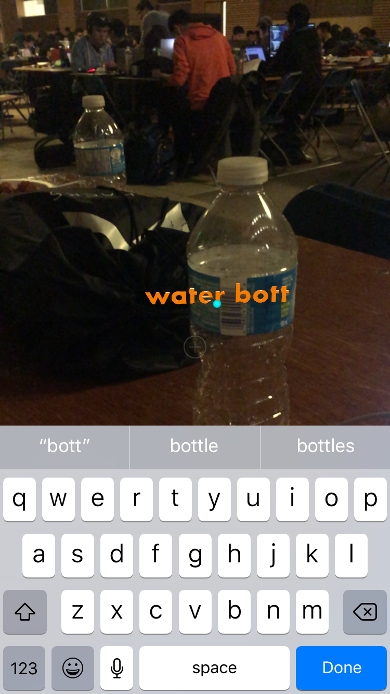 water bott
“bott” bottle bottles
q w e r t y u i o p
a s d f g h j k l
z x c v b n m
123 space Done